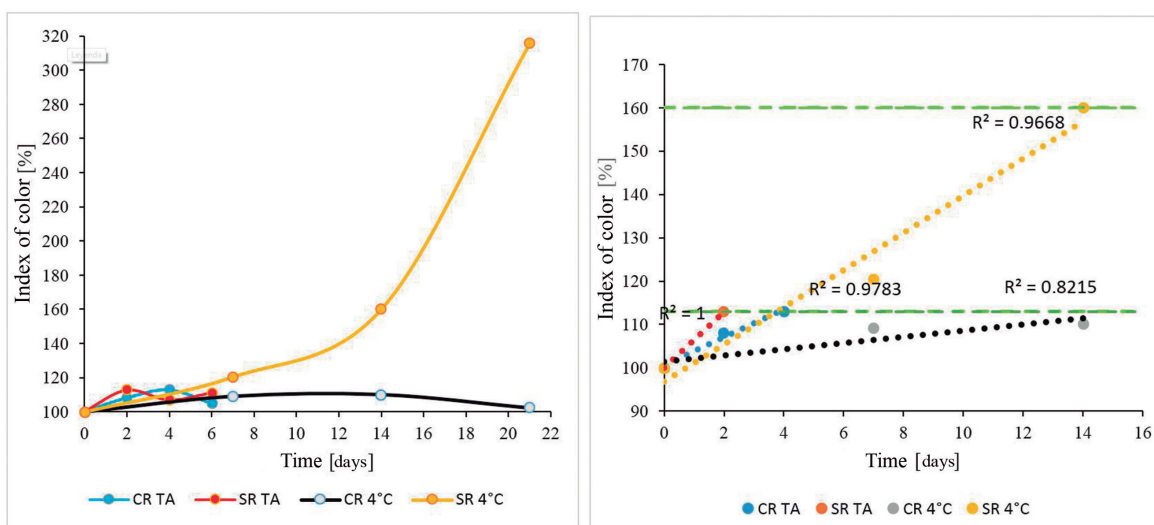 Index of color [%]
320
300
280
260
240
220
200
180
160
140
120
100
0 2 4 6 8 10 12 14 16 18 20 22
Time [days]
CR TA SR TA CR 4°C SR 4°C
Index of color [%]
170
160
150
140
130
120
110
100
90
R² = 0.9668
R² = 0.9783
R² = 0.8215
R² = 1
0 2 4 6 8 10 12 14 16
Time [days]
CR TA SR TA CR 4°C SR 4°C